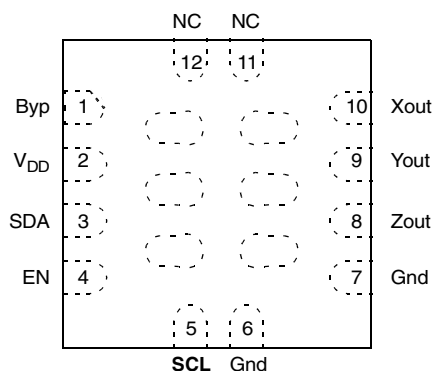 NC NC
12 11
Byp 1 10 Xout
VDD 2 9 Yout
SDA 3 8 Zout
EN 4 7 Gnd
5 6
SCL Gnd